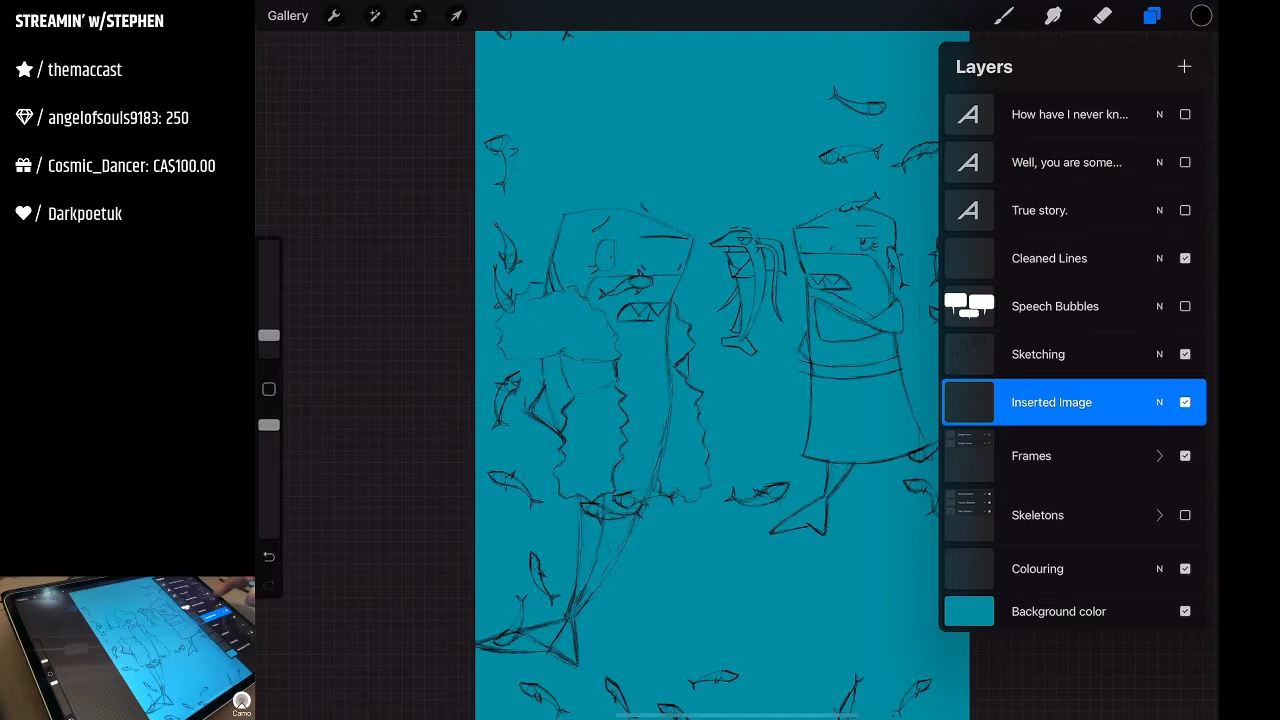 STREAMIN' w/STEPHEN
/ themaccast
/ angelofsouls9183: 250
/ Cosmic_Dancer: CA$100.00
/ Darkpoetuk
Gallery
Layers
How have I never kn... N
Well, you are some... N
True story. N
Cleaned Lines N
Speech Bubbles N
Sketching N
Inserted Image N
Frames
Skeletons
Colouring N
Background color
Camo